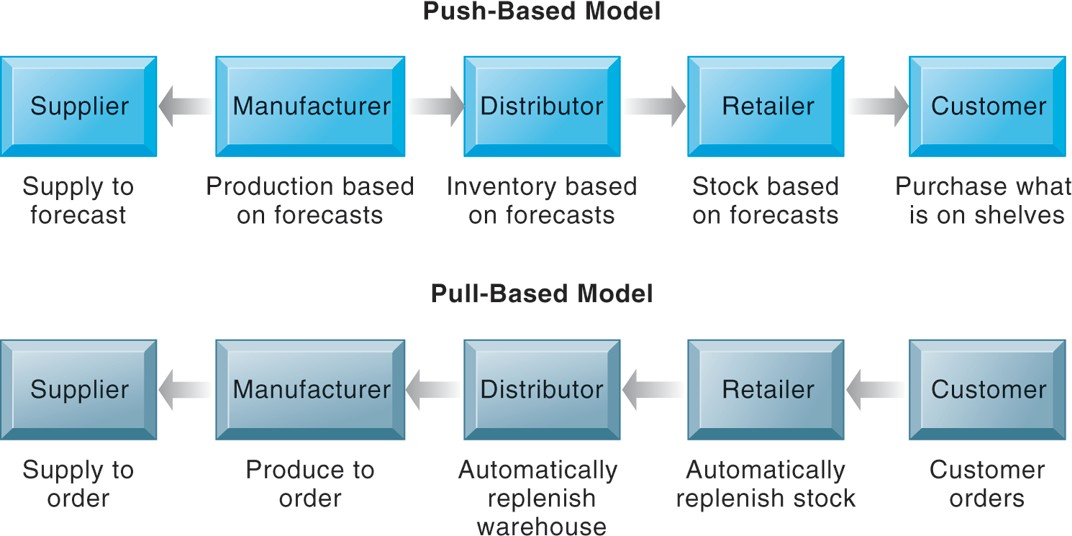 Push-Based Model
Supplier
Manufacturer
Distributor
Retailer
Customer
Supply to
forecast
Production based
on forecasts
Inventory based
on forecasts
Stock based
on forecasts
Purchase what
is on shelves
Pull-Based Model
Supplier
Manufacturer
Distributor
Retailer
Customer
Supply to
order
Produce to
order
Automatically
replenish
warehouse
Automatically
replenish stock
Customer
orders